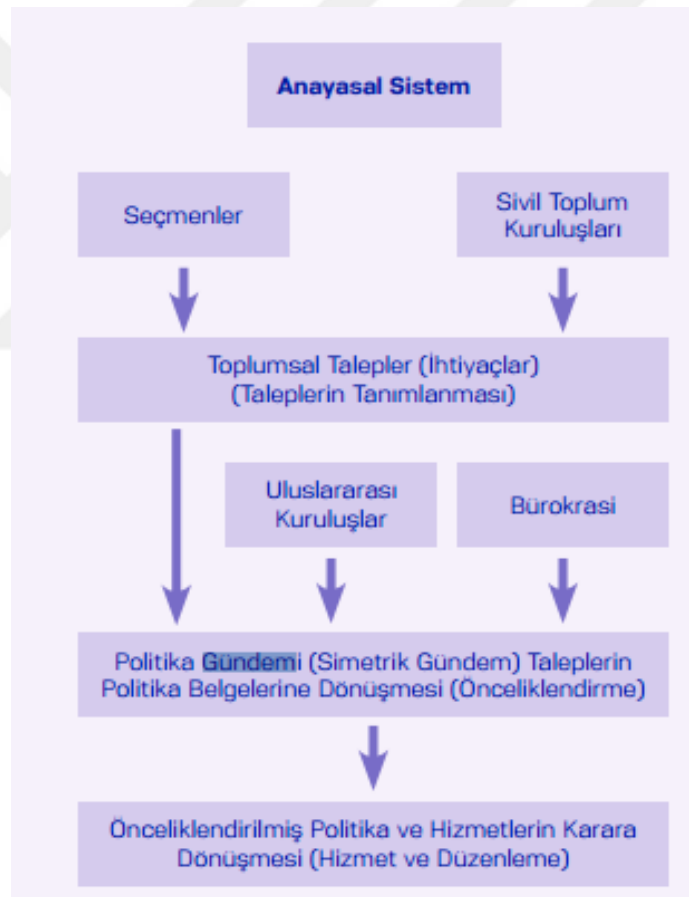 Anayasal Sistem
Seçmenler
Sivil Toplum
Kuruluşları
Toplumsal Talepler (İhtiyaçlar)
(Taleplerin Tanımlanması)
Uluslararası
Kuruluşlar
Bürokrasi
Politika Gündemi (Simetrik Gündem) Taleplerin
Politika Belgelerine Dönüşmesi (Önceliklendirme)
Önceliklendirilmiş Politika ve Hizmetlerin Karara
Dönüşmesi (Hizmet ve Düzenleme)